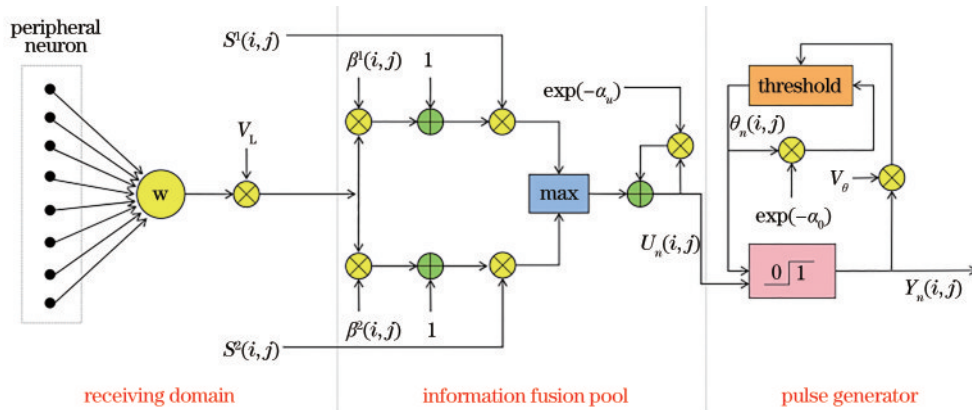 peripheral
neuron
w
V_L
S¹(i,j)
β¹(i,j)
1
β²(i,j)
1
S²(i,j)
max
exp(-α_u)
U_n(i,j)
threshold
θ_n(i,j)
V_θ
exp(-α_0)
0 1
Y_n(i,j)
receiving domain
information fusion pool
pulse generator